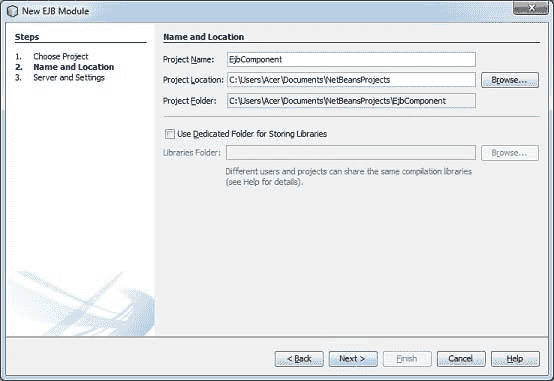 New EJB Module
Steps
1. Choose Project
2. Name and Location
3. Server and Settings
Name and Location
Project Name: EjbComponent
Project Location: C:\Users\Acer\Documents\NetBeansProjects Browse...
Project Folder: C:\Users\Acer\Documents\NetBeansProjects\EjbComponent
Use Dedicated Folder for Storing Libraries
Libraries Folder: Browse...
Different users and projects can share the same compilation libraries
(see Help for details).
< Back Next > Finish Cancel Help